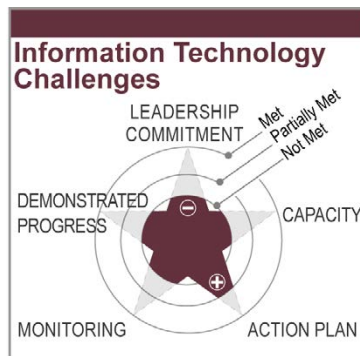 Information Technology
Challenges
LEADERSHIP
COMMITMENT
Met
Partially Met
Not Met
DEMONSTRATED
PROGRESS
CAPACITY
MONITORING
ACTION PLAN